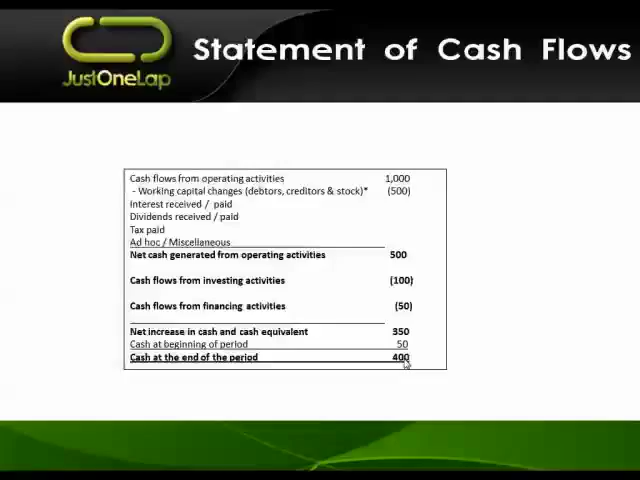 JUSTONELAP
Statement of Cash Flows
Cash flows from operating activities 1,000
- Working capital changes (debtors, creditors & stock)* (500)
Interest received / paid
Dividends received / paid
Tax paid
Ad hoc / Miscellaneous
Net cash generated from operating activities 500
Cash flows from investing activities (100)
Cash flows from financing activities (50)
Net increase in cash and cash equivalent 350
Cash at beginning of period 50
Cash at the end of the period 400